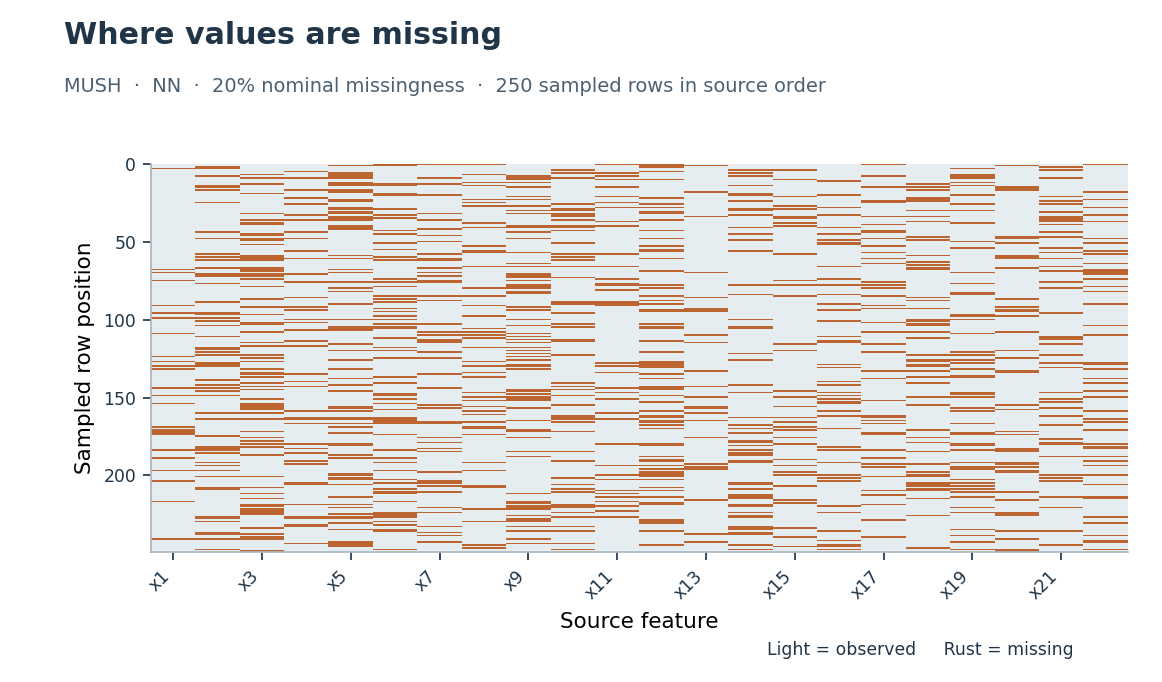 Where values are missing
MUSH · NN · 20% nominal missingness · 250 sampled rows in source order
0
50
100
150
200
Sampled row position
x1
x3
x5
x7
x9
x11
x13
x15
x17
x19
x21
Source feature
Light = observed Rust = missing